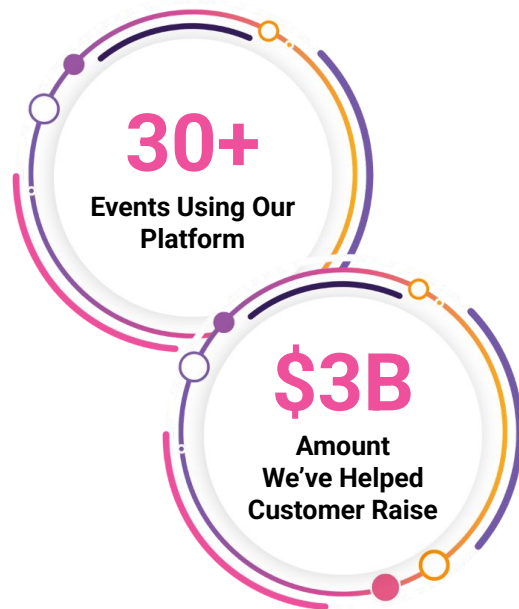 30+
Events Using Our
Platform
$3B
Amount
We’ve Helped
Customer Raise